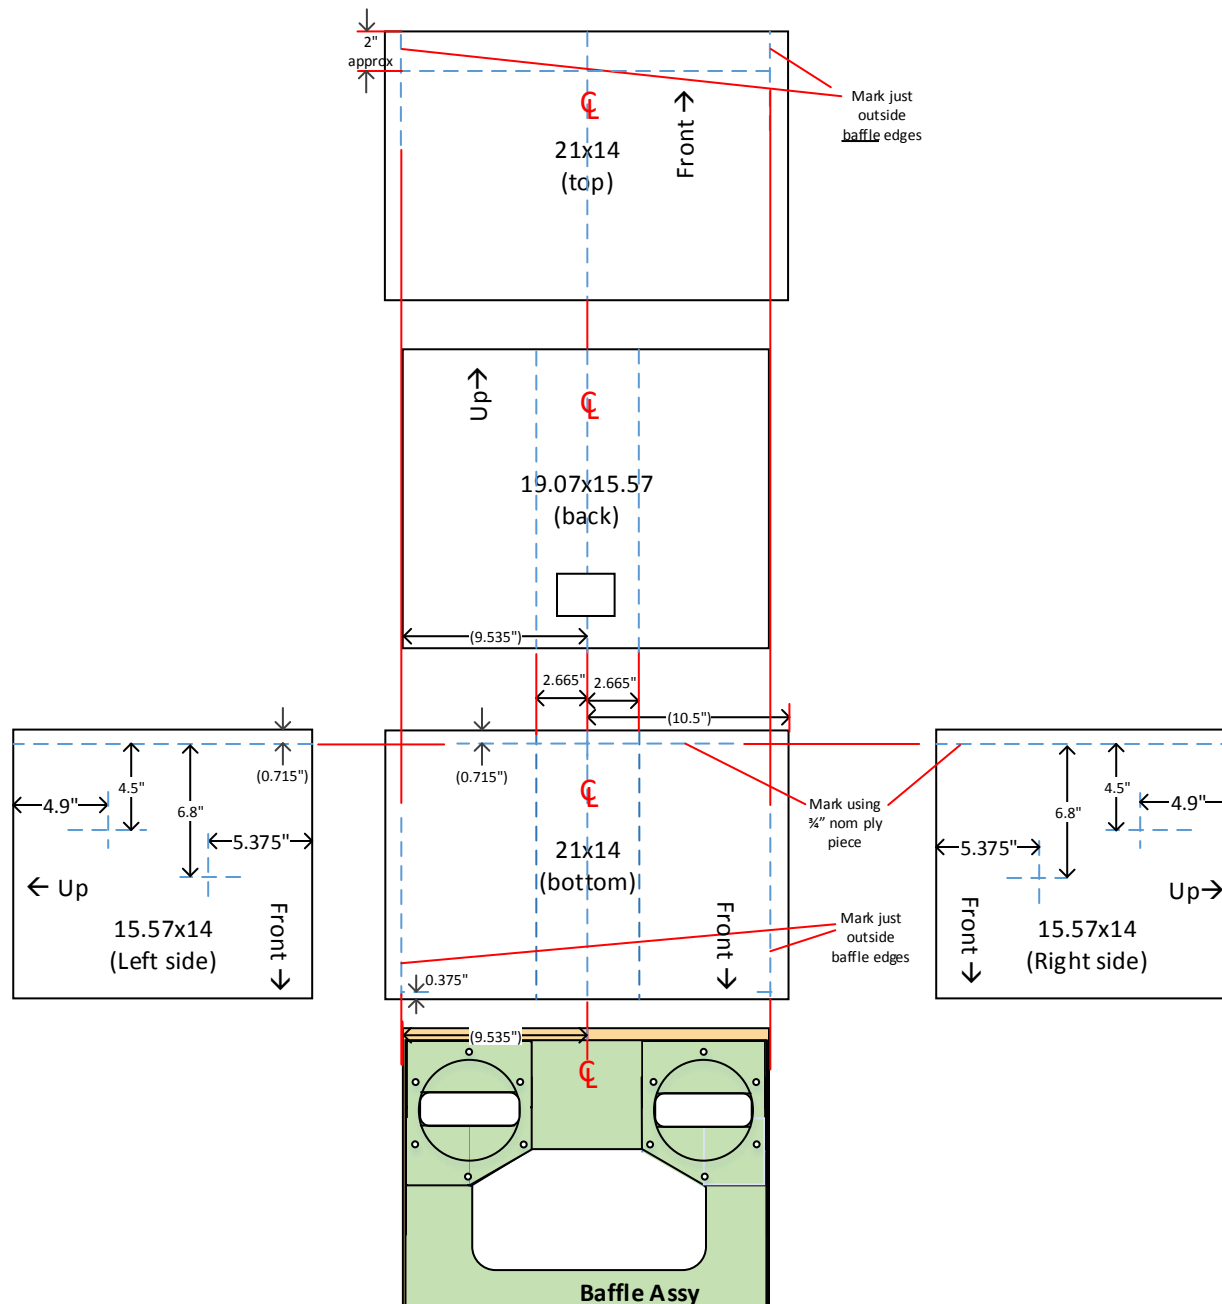 2"
approx
℄
Front →
21x14
(top)
Mark just
outside
baffle edges
Up→
℄
19.07x15.57
(back)
(9.535")
2.665"
2.665"
(10.5")
(0.715")
4.5"
6.8"
4.9"
5.375"
← Up
Front →
15.57x14
(Left side)
(0.715")
℄
Mark using
¾” nom ply
piece
21x14
(bottom)
Front →
Mark just
outside
baffle edges
0.375"
4.5"
6.8"
4.9"
5.375"
Up→
Front →
15.57x14
(Right side)
(9.535")
℄
Baffle Assy